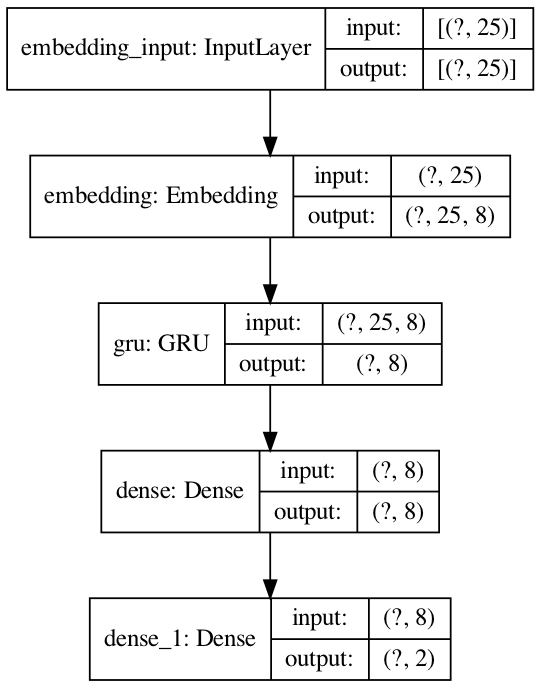 embedding_input: InputLayer
input: [(?, 25)]
output: [(?, 25)]
embedding: Embedding
input: (?, 25)
output: (?, 25, 8)
gru: GRU
input: (?, 25, 8)
output: (?, 8)
dense: Dense
input: (?, 8)
output: (?, 8)
dense_1: Dense
input: (?, 8)
output: (?, 2)